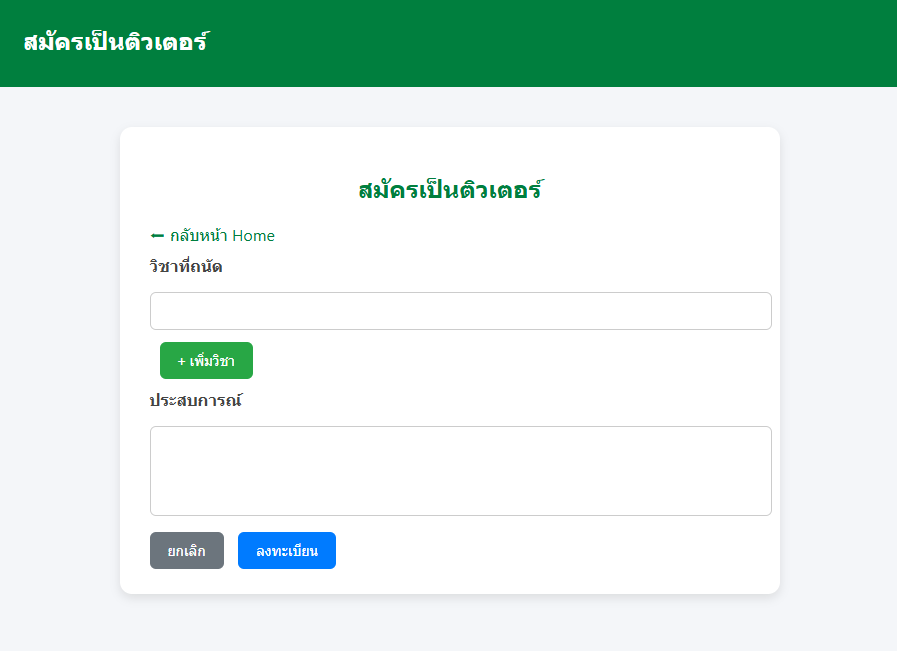 สมัครเป็นติวเตอร์
สมัครเป็นติวเตอร์
← กลับหน้า Home
วิชาที่ถนัด
+ เพิ่มวิชา
ประสบการณ์
ยกเลิก ลงทะเบียน